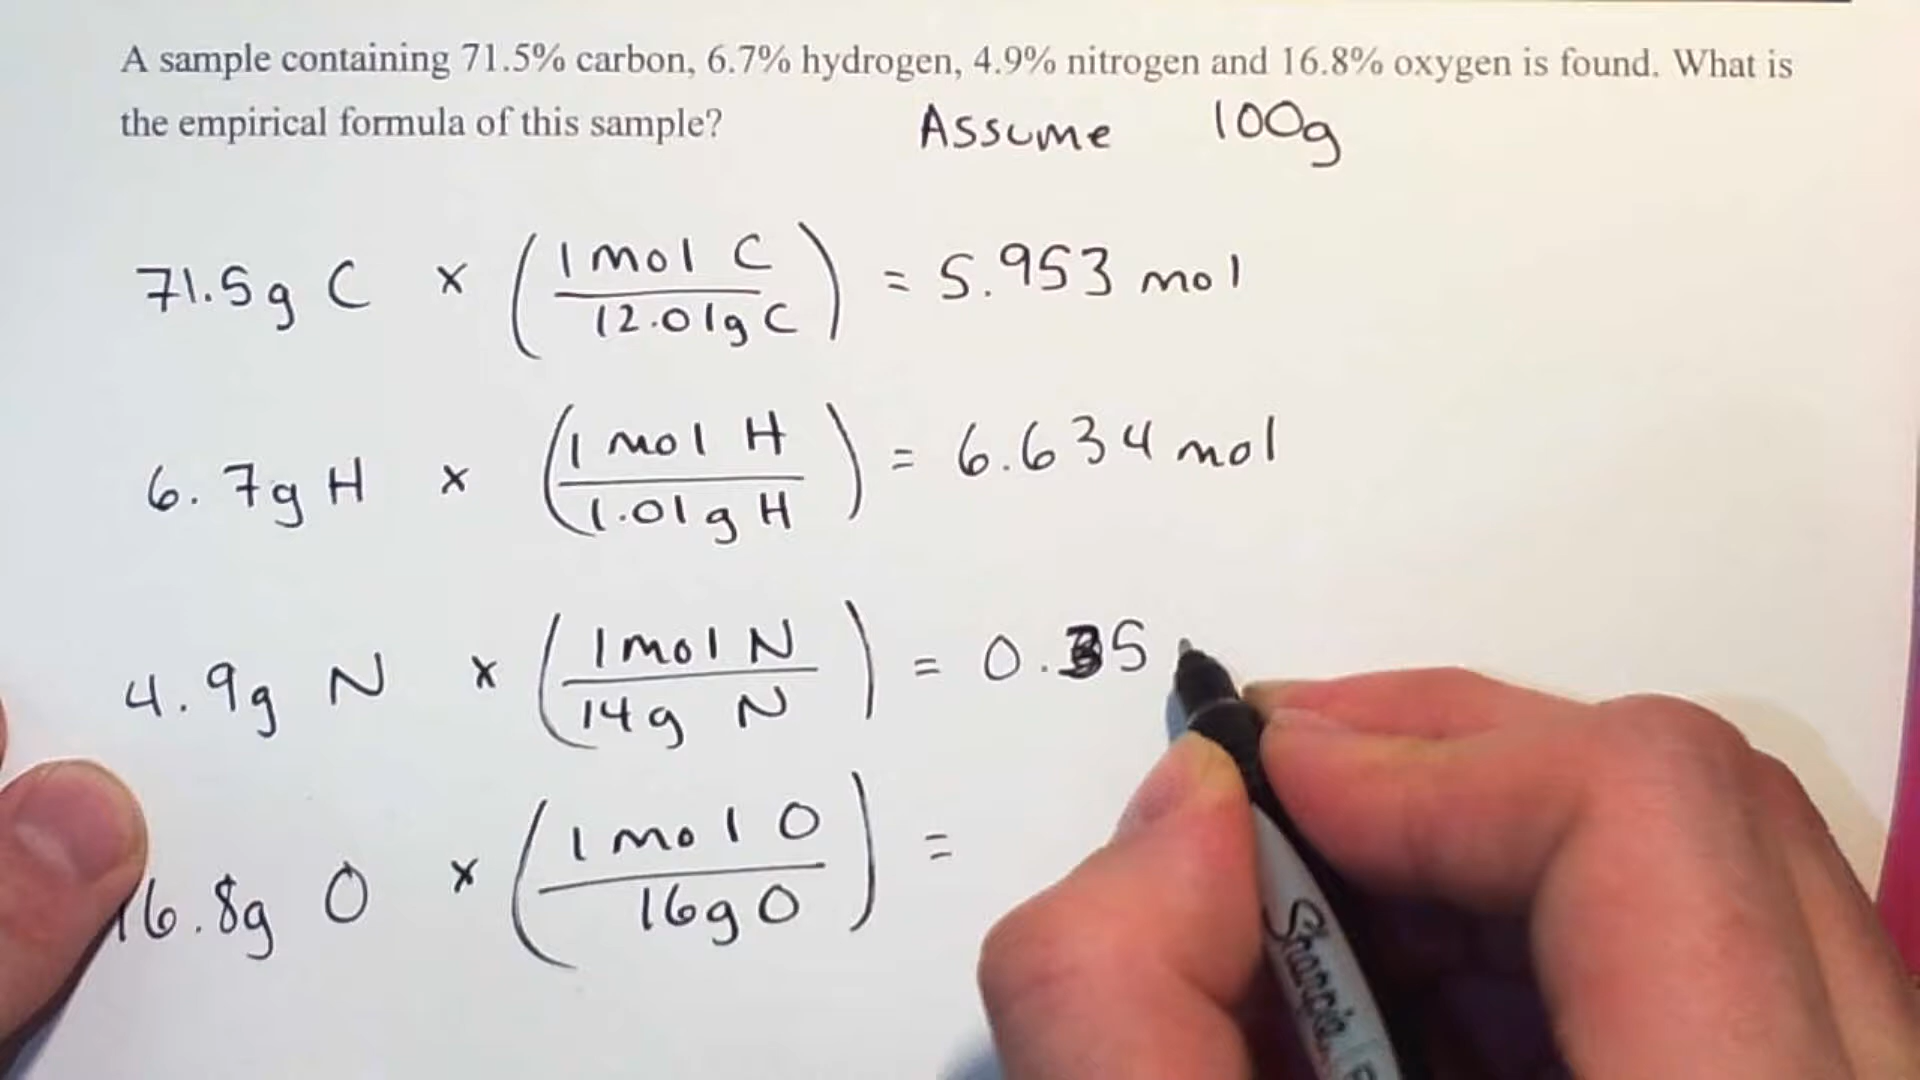 A sample containing 71.5% carbon, 6.7% hydrogen, 4.9% nitrogen and 16.8% oxygen is found. What is
the empirical formula of this sample?
Assume 100g
71.5g C × (1 mol C / 12.01g C) = 5.953 mol
6.7g H × (1 mol H / 1.01g H) = 6.634 mol
4.9g N × (1 mol N / 14g N) = 0.35
16.8g O × (1 mol O / 16g O) =
Sharpie